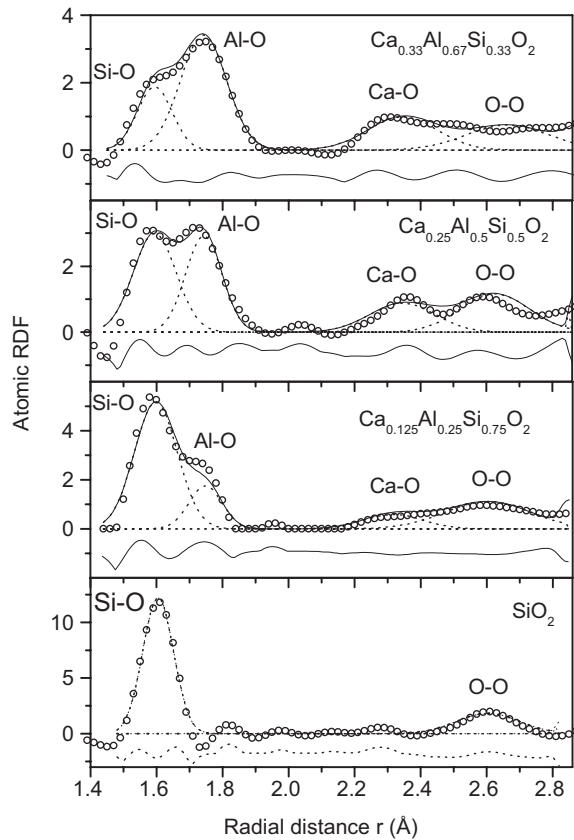 4
2
0
Si-O
Al-O
Ca-O
O-O
Ca0.33Al0.67Si0.33O2
2
0
Si-O
Al-O
Ca-O
O-O
Ca0.25Al0.5Si0.5O2
4
2
0
Si-O
Al-O
Ca-O
O-O
Ca0.125Al0.25Si0.75O2
10
5
0
Si-O
O-O
SiO2
1.4 1.6 1.8 2.0 2.2 2.4 2.6 2.8
Radial distance r (Å)
Atomic RDF